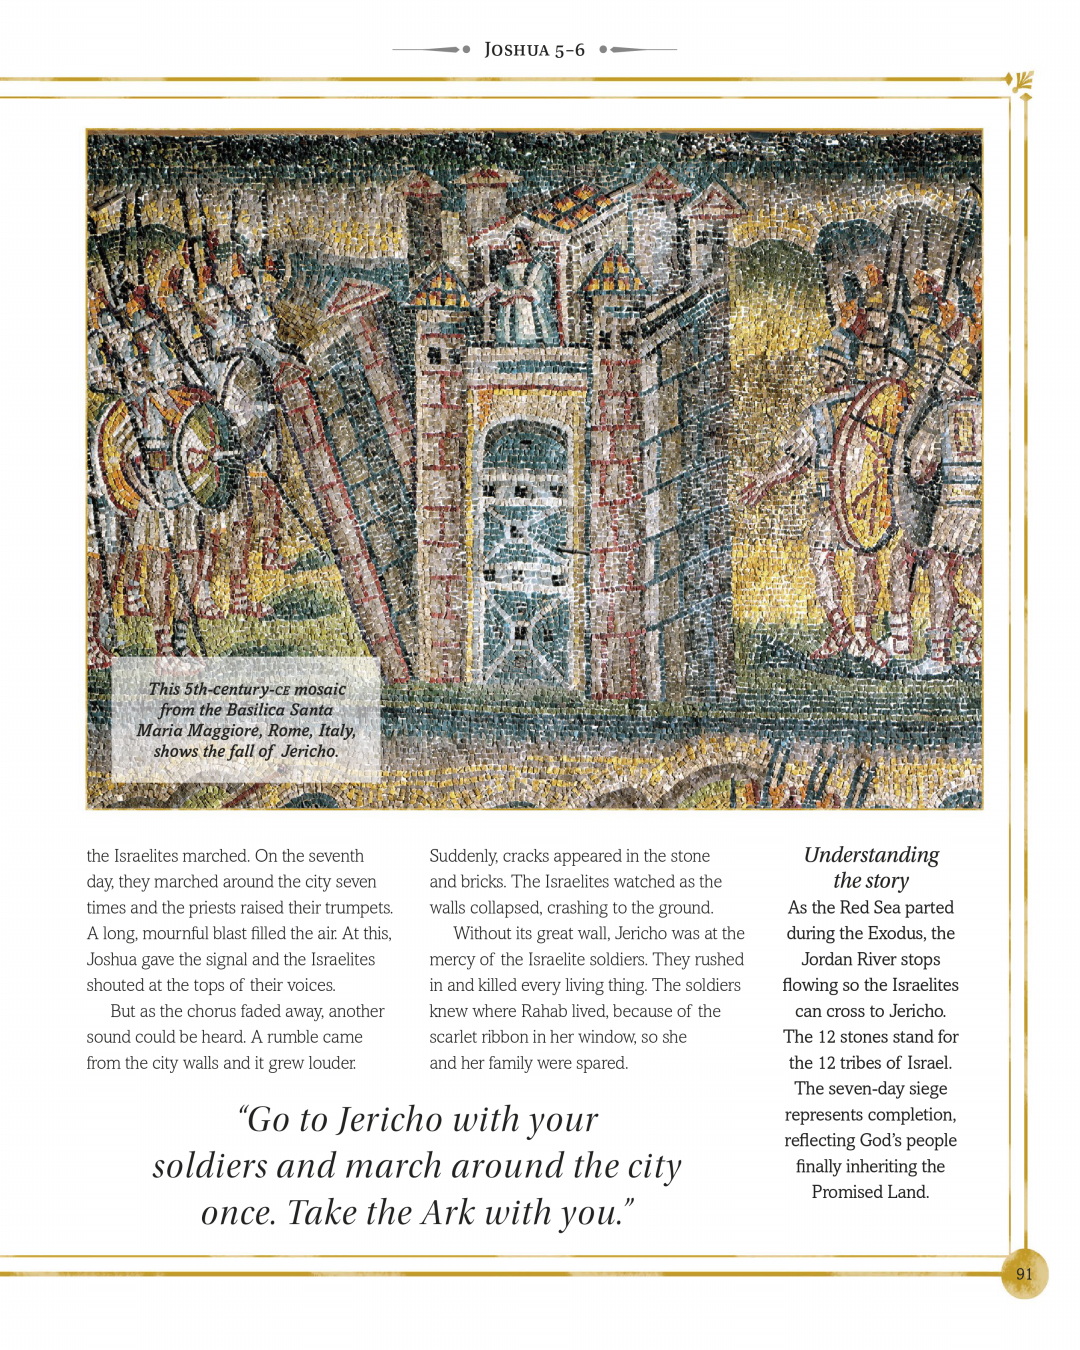 JOSHUA 5–6
This 5th-century-CE mosaic
from the Basilica Santa
Maria Maggiore, Rome, Italy,
shows the fall of Jericho.
the Israelites marched. On the seventh
day, they marched around the city seven
times and the priests raised their trumpets.
A long, mournful blast filled the air. At this,
Joshua gave the signal and the Israelites
shouted at the tops of their voices.
But as the chorus faded away, another
sound could be heard. A rumble came
from the city walls and it grew louder.
Suddenly, cracks appeared in the stone
and bricks. The Israelites watched as the
walls collapsed, crashing to the ground.
Without its great wall, Jericho was at the
mercy of the Israelite soldiers. They rushed
in and killed every living thing. The soldiers
knew where Rahab lived, because of the
scarlet ribbon in her window, so she
and her family were spared.
“Go to Jericho with your
soldiers and march around the city
once. Take the Ark with you.”
Understanding
the story
As the Red Sea parted
during the Exodus, the
Jordan River stops
flowing so the Israelites
can cross to Jericho.
The 12 stones stand for
the 12 tribes of Israel.
The seven-day siege
represents completion,
reflecting God’s people
finally inheriting the
Promised Land.
91